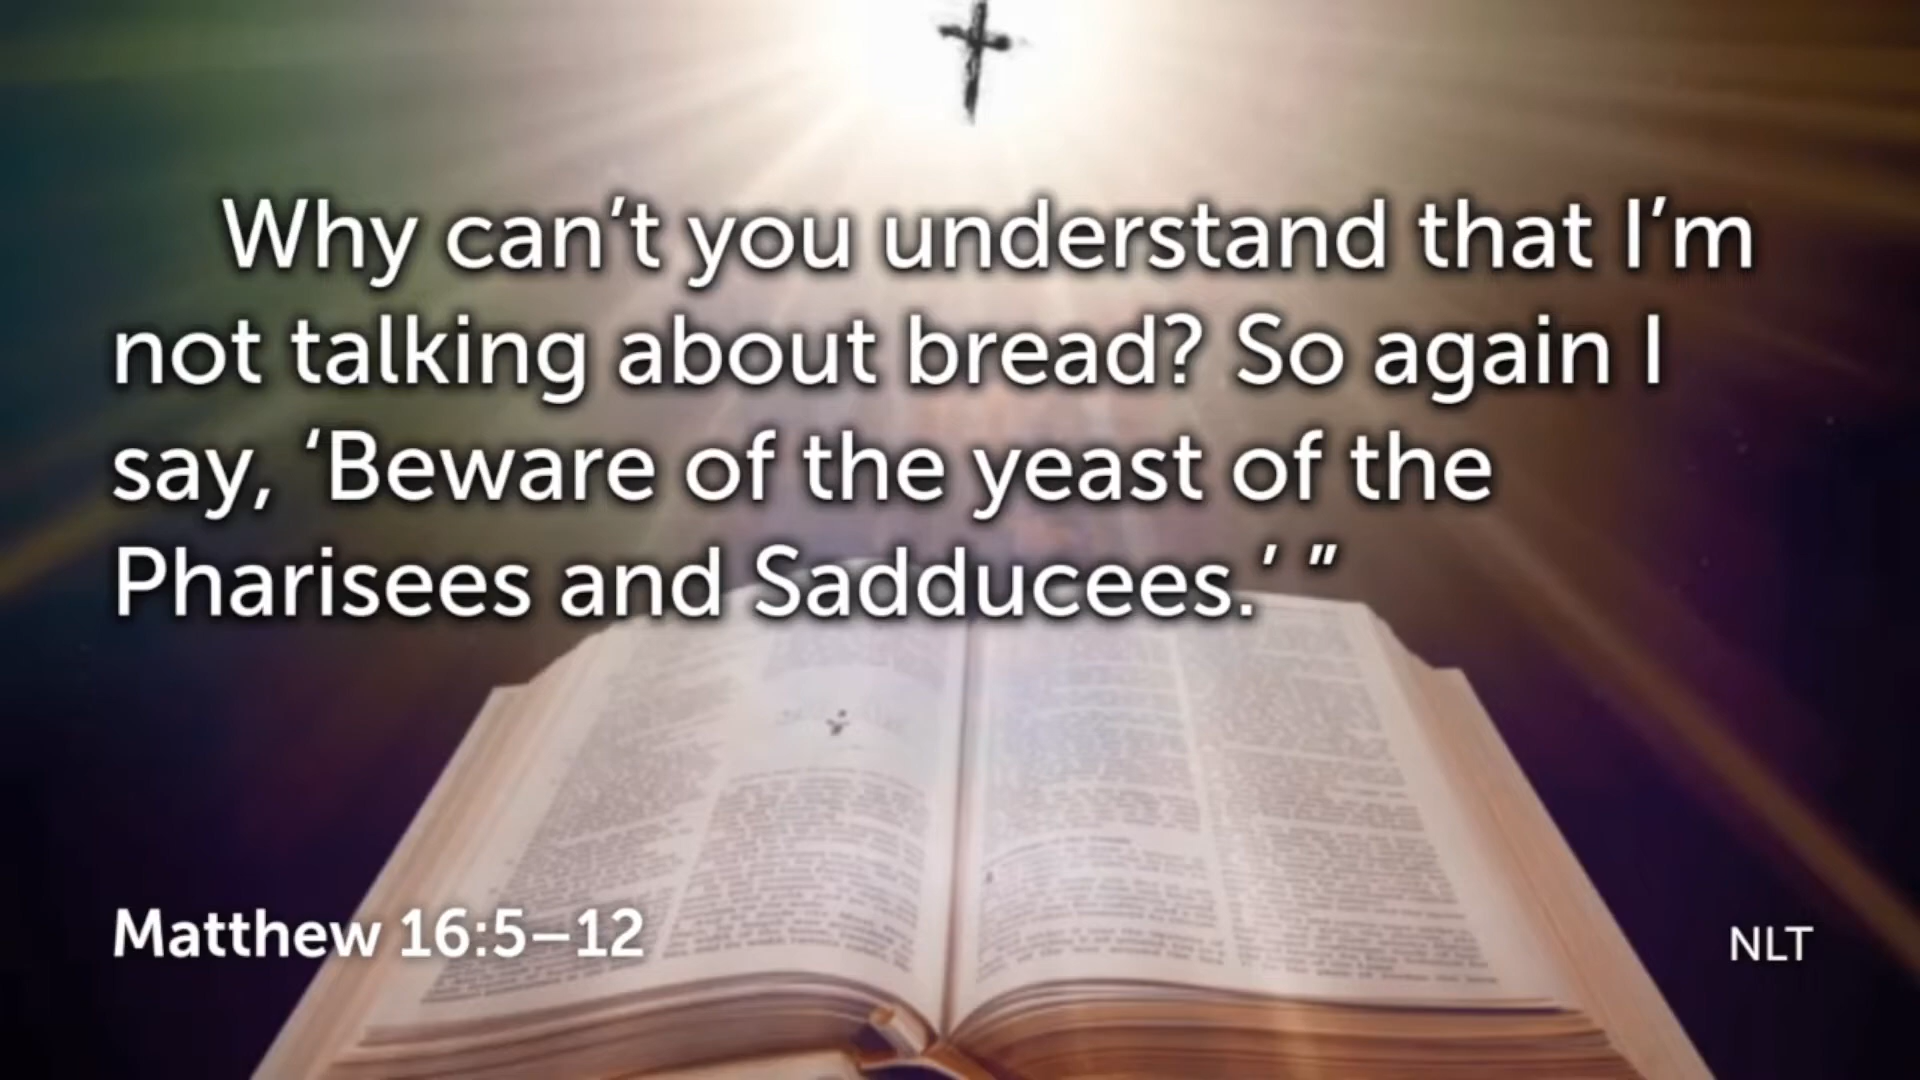 Why can’t you understand that I’m
not talking about bread? So again I
say, ‘Beware of the yeast of the
Pharisees and Sadducees.’ ”
Matthew 16:5–12
NLT